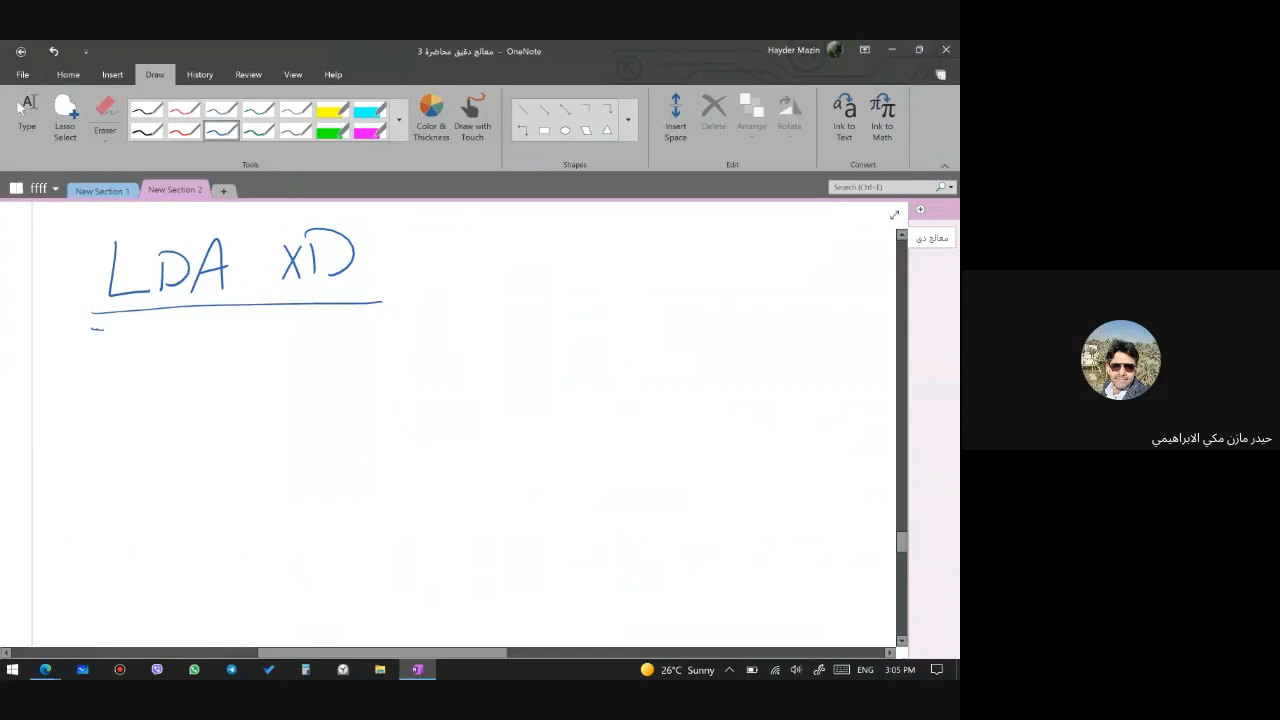 معالج دقيق محاضرة 3 - OneNote
Hayder Mazin
File Home Insert Draw History Review View Help
Type
Lasso Select
Eraser
Color & Thickness
Draw with Touch
Insert Space
Delete
Arrange
Rotate
Ink to Text
Ink to Math
Tools
Shapes
Edit
Convert
ffff
New Section 1
New Section 2
Search (Ctrl+E)
معالج دق
LDA XD
حيدر مازن مكي الابراهيمي
26°C Sunny
ENG
3:05 PM